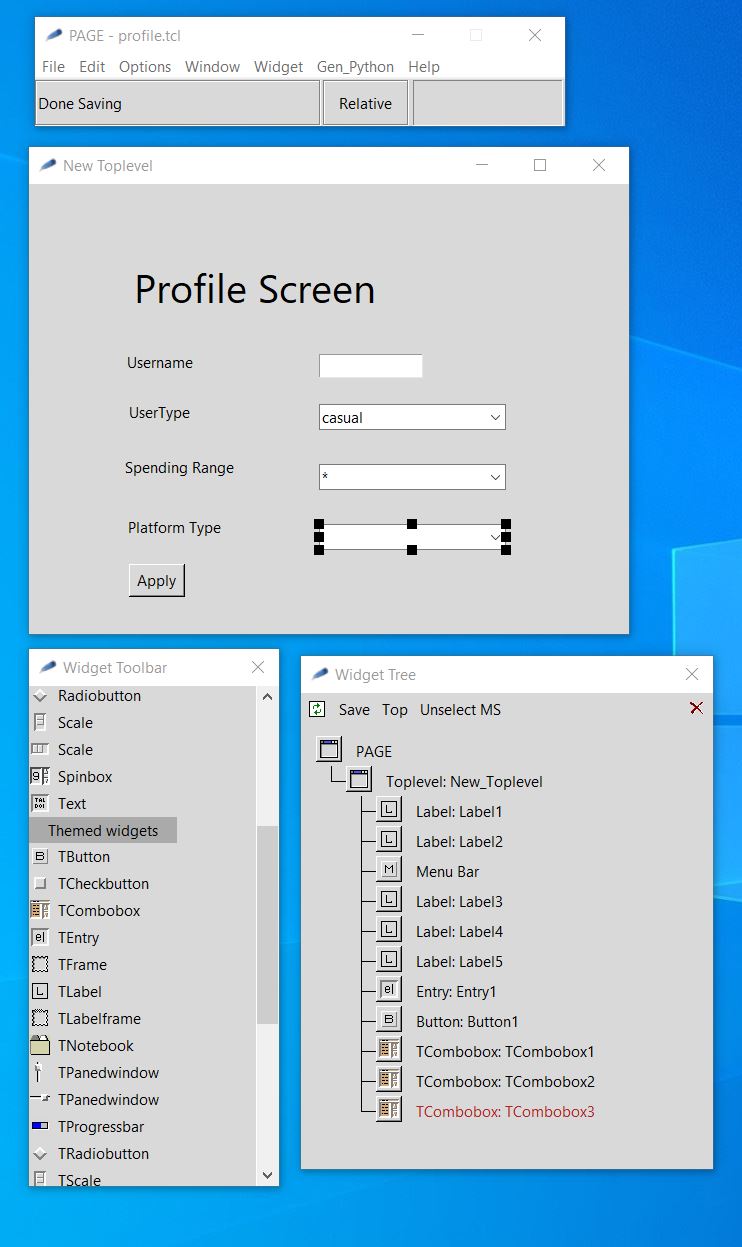 PAGE - profile.tcl
File Edit Options Window Widget Gen_Python Help
Done Saving Relative
New Toplevel
Profile Screen
Username
UserType casual
Spending Range *
Platform Type
Apply
Widget Toolbar
Radiobutton
Scale
Scale
Spinbox
Text
Themed widgets
TButton
TCheckbutton
TCombobox
TEntry
TFrame
TLabel
TLabelframe
TNotebook
TPanedwindow
TPanedwindow
TProgressbar
TRadiobutton
TScale
Widget Tree
Save Top Unselect MS
PAGE
Toplevel: New_Toplevel
Label: Label1
Label: Label2
Menu Bar
Label: Label3
Label: Label4
Label: Label5
Entry: Entry1
Button: Button1
TCombobox: TCombobox1
TCombobox: TCombobox2
TCombobox: TCombobox3